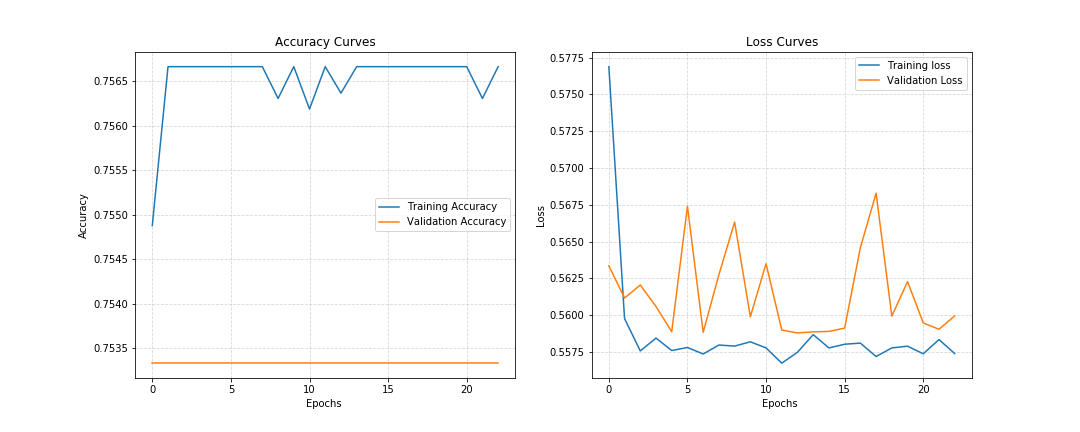 Accuracy Curves
0.7565
0.7560
0.7555
0.7550
0.7545
0.7540
0.7535
Accuracy
Training Accuracy
Validation Accuracy
0 5 10 15 20
Epochs
Loss Curves
0.5775
0.5750
0.5725
0.5700
0.5675
0.5650
0.5625
0.5600
0.5575
Loss
Training loss
Validation Loss
0 5 10 15 20
Epochs